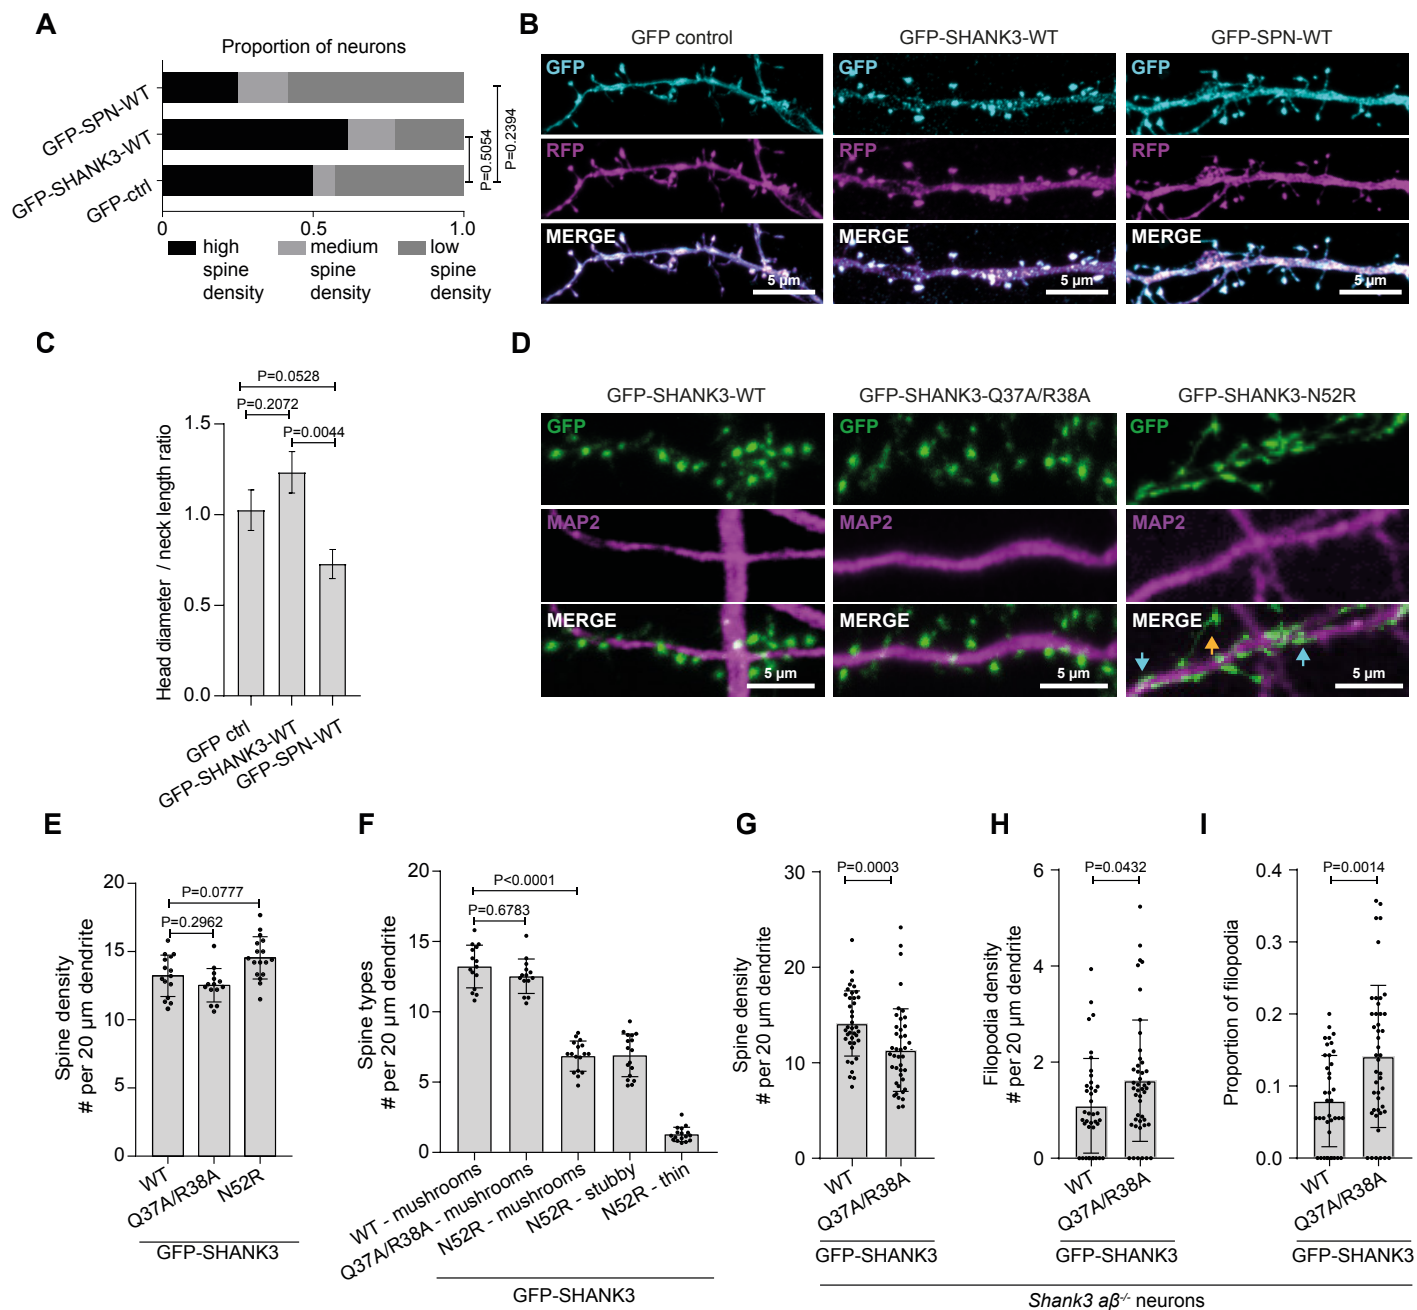 A
Proportion of neurons
GFP-SPN-WT
GFP-SHANK3-WT
GFP-ctrl
P=0.5054
P=0.2394
0
0.5
1.0
high spine density
medium spine density
low spine density
B
GFP control
GFP-SHANK3-WT
GFP-SPN-WT
GFP
GFP
GFP
RFP
RFP
RFP
MERGE
MERGE
MERGE
5 µm
5 µm
5 µm
C
P=0.0528
P=0.2072
P=0.0044
Head diameter / neck length ratio
1.5
1.0
0.5
0.0
GFP ctrl
GFP-SHANK3-WT
GFP-SPN-WT
D
GFP-SHANK3-WT
GFP-SHANK3-Q37A/R38A
GFP-SHANK3-N52R
GFP
GFP
GFP
MAP2
MAP2
MAP2
MERGE
MERGE
MERGE
5 µm
5 µm
5 µm
E
Spine density
# per 20 µm dendrite
20
15
10
5
0
P=0.0777
P=0.2962
WT
Q37A/R38A
N52R
GFP-SHANK3
F
Spine types
# per 20 µm dendrite
20
15
10
5
0
P<0.0001
P=0.6783
WT - mushrooms
Q37A/R38A - mushrooms
N52R - mushrooms
N52R - stubby
N52R - thin
GFP-SHANK3
G
Spine density
# per 20 µm dendrite
30
20
10
0
P=0.0003
WT
Q37A/R38A
GFP-SHANK3
H
Filopodia density
# per 20 µm dendrite
6
4
2
0
P=0.0432
WT
Q37A/R38A
GFP-SHANK3
I
Proportion of filopodia
0.4
0.3
0.2
0.1
0.0
P=0.0014
WT
Q37A/R38A
GFP-SHANK3
Shank3 aβ-/- neurons